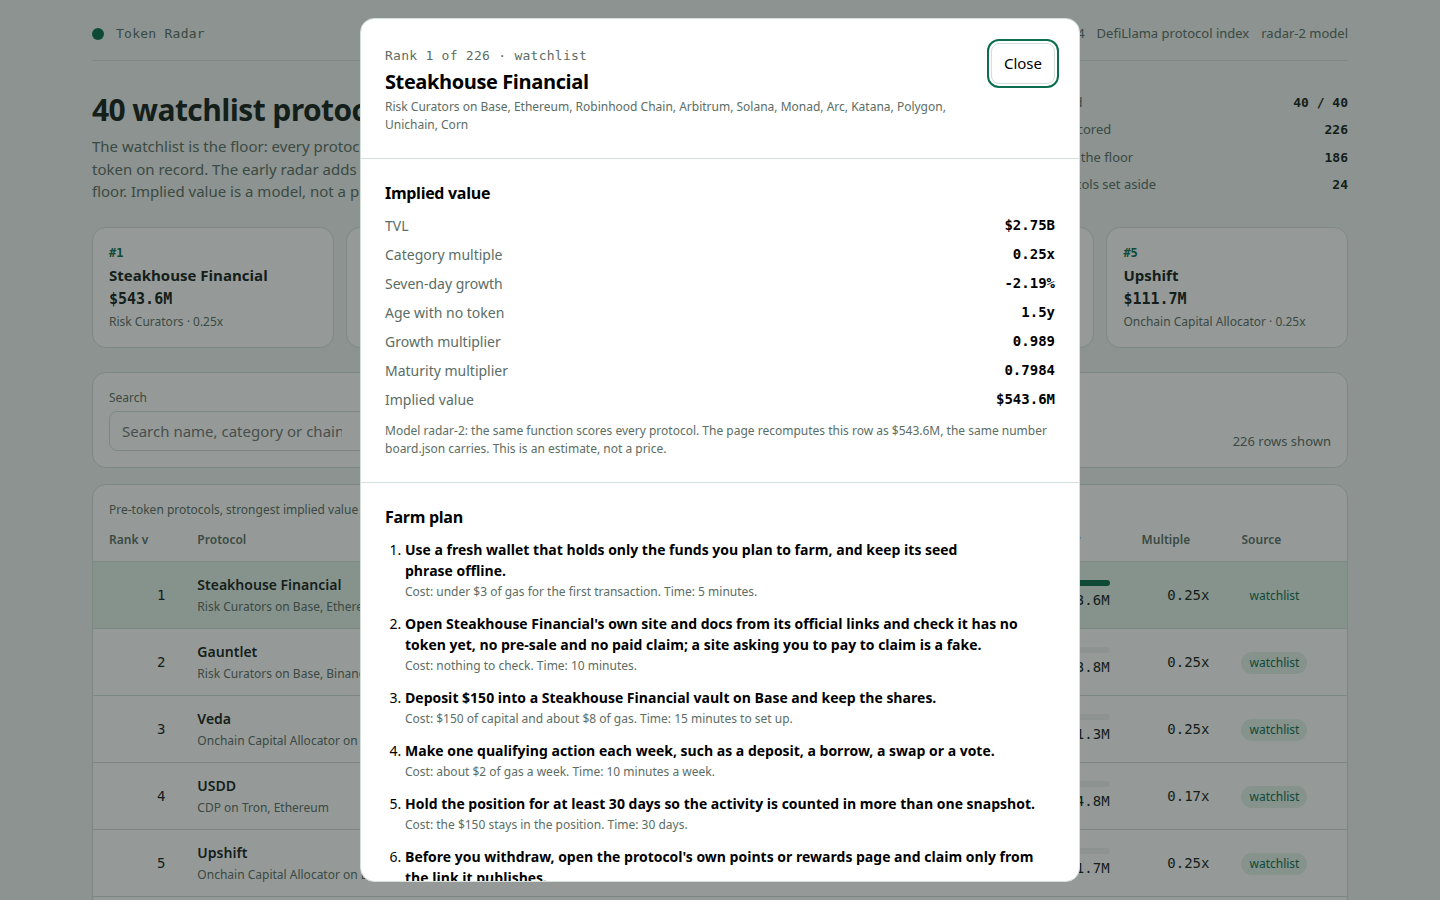 Token Radar
4 DefiLlama protocol index radar-2 model
40 watchlist protoc
The watchlist is the floor: every protoc
token on record. The early radar adds
floor. Implied value is a model, not a p
40 / 40
cored 226
the floor 186
cols set aside 24
#1
Steakhouse Financial
$543.6M
Risk Curators · 0.25x
#5
Upshift
$111.7M
Onchain Capital Allocator · 0.25x
Search
Search name, category or chain
226 rows shown
Pre-token protocols, strongest implied value
Rank v Protocol Multiple Source
1 Steakhouse Financial 3.6M 0.25x watchlist
Risk Curators on Base, Ethere
2 Gauntlet 3.8M 0.25x watchlist
Risk Curators on Base, Binan
3 Veda 1.3M 0.25x watchlist
Onchain Capital Allocator on
4 USDD 4.8M 0.17x watchlist
CDP on Tron, Ethereum
5 Upshift 1.7M 0.25x watchlist
Onchain Capital Allocator on
Rank 1 of 226 · watchlist
Close
Steakhouse Financial
Risk Curators on Base, Ethereum, Robinhood Chain, Arbitrum, Solana, Monad, Arc, Katana, Polygon,
Unichain, Corn
Implied value
TVL $2.75B
Category multiple 0.25x
Seven-day growth -2.19%
Age with no token 1.5y
Growth multiplier 0.989
Maturity multiplier 0.7984
Implied value $543.6M
Model radar-2: the same function scores every protocol. The page recomputes this row as $543.6M, the same number
board.json carries. This is an estimate, not a price.
Farm plan
1. Use a fresh wallet that holds only the funds you plan to farm, and keep its seed
phrase offline.
Cost: under $3 of gas for the first transaction. Time: 5 minutes.
2. Open Steakhouse Financial's own site and docs from its official links and check it has no
token yet, no pre-sale and no paid claim; a site asking you to pay to claim is a fake.
Cost: nothing to check. Time: 10 minutes.
3. Deposit $150 into a Steakhouse Financial vault on Base and keep the shares.
Cost: $150 of capital and about $8 of gas. Time: 15 minutes to set up.
4. Make one qualifying action each week, such as a deposit, a borrow, a swap or a vote.
Cost: about $2 of gas a week. Time: 10 minutes a week.
5. Hold the position for at least 30 days so the activity is counted in more than one snapshot.
Cost: the $150 stays in the position. Time: 30 days.
6. Before you withdraw, open the protocol's own points or rewards page and claim only from
the link it publishes.